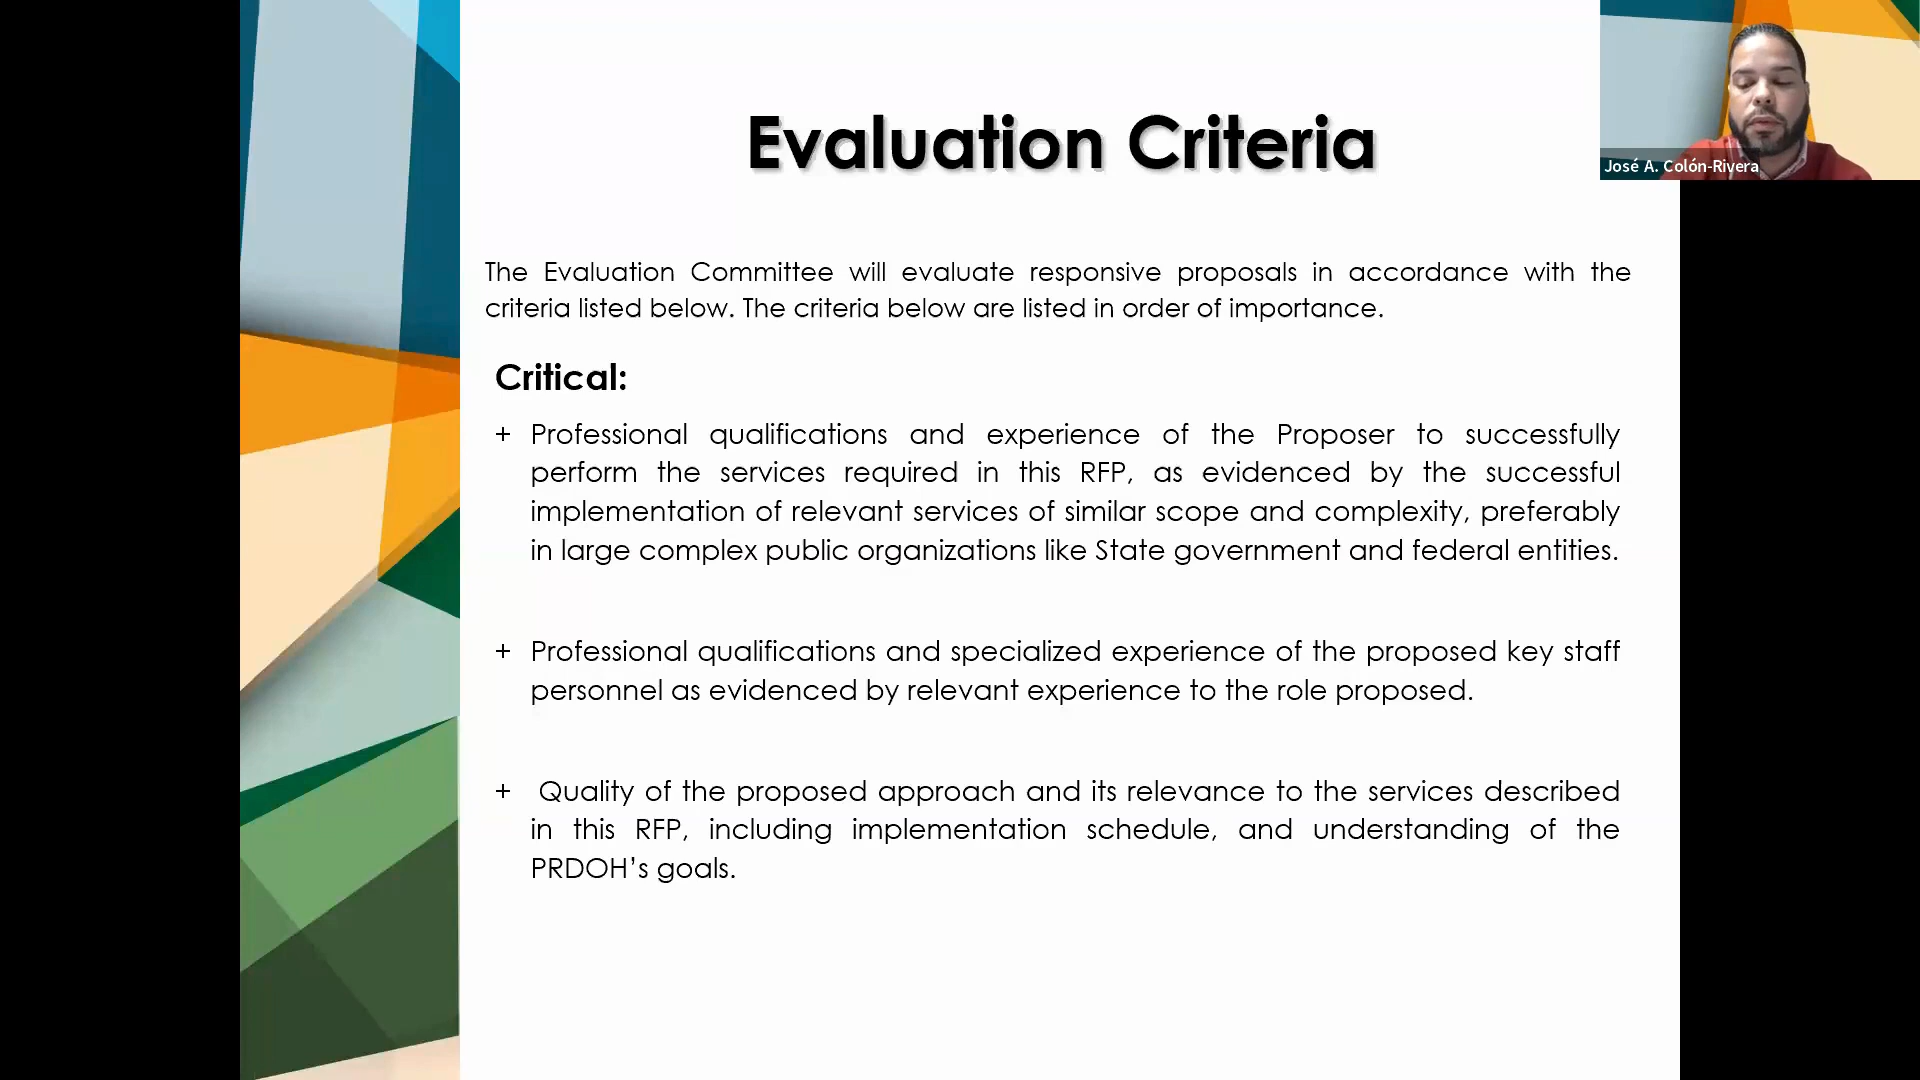 Evaluation Criteria
José A. Colón-Rivera
The Evaluation Committee will evaluate responsive proposals in accordance with the
criteria listed below. The criteria below are listed in order of importance.
Critical:
+ Professional qualifications and experience of the Proposer to successfully
perform the services required in this RFP, as evidenced by the successful
implementation of relevant services of similar scope and complexity, preferably
in large complex public organizations like State government and federal entities.
+ Professional qualifications and specialized experience of the proposed key staff
personnel as evidenced by relevant experience to the role proposed.
+ Quality of the proposed approach and its relevance to the services described
in this RFP, including implementation schedule, and understanding of the
PRDOH’s goals.